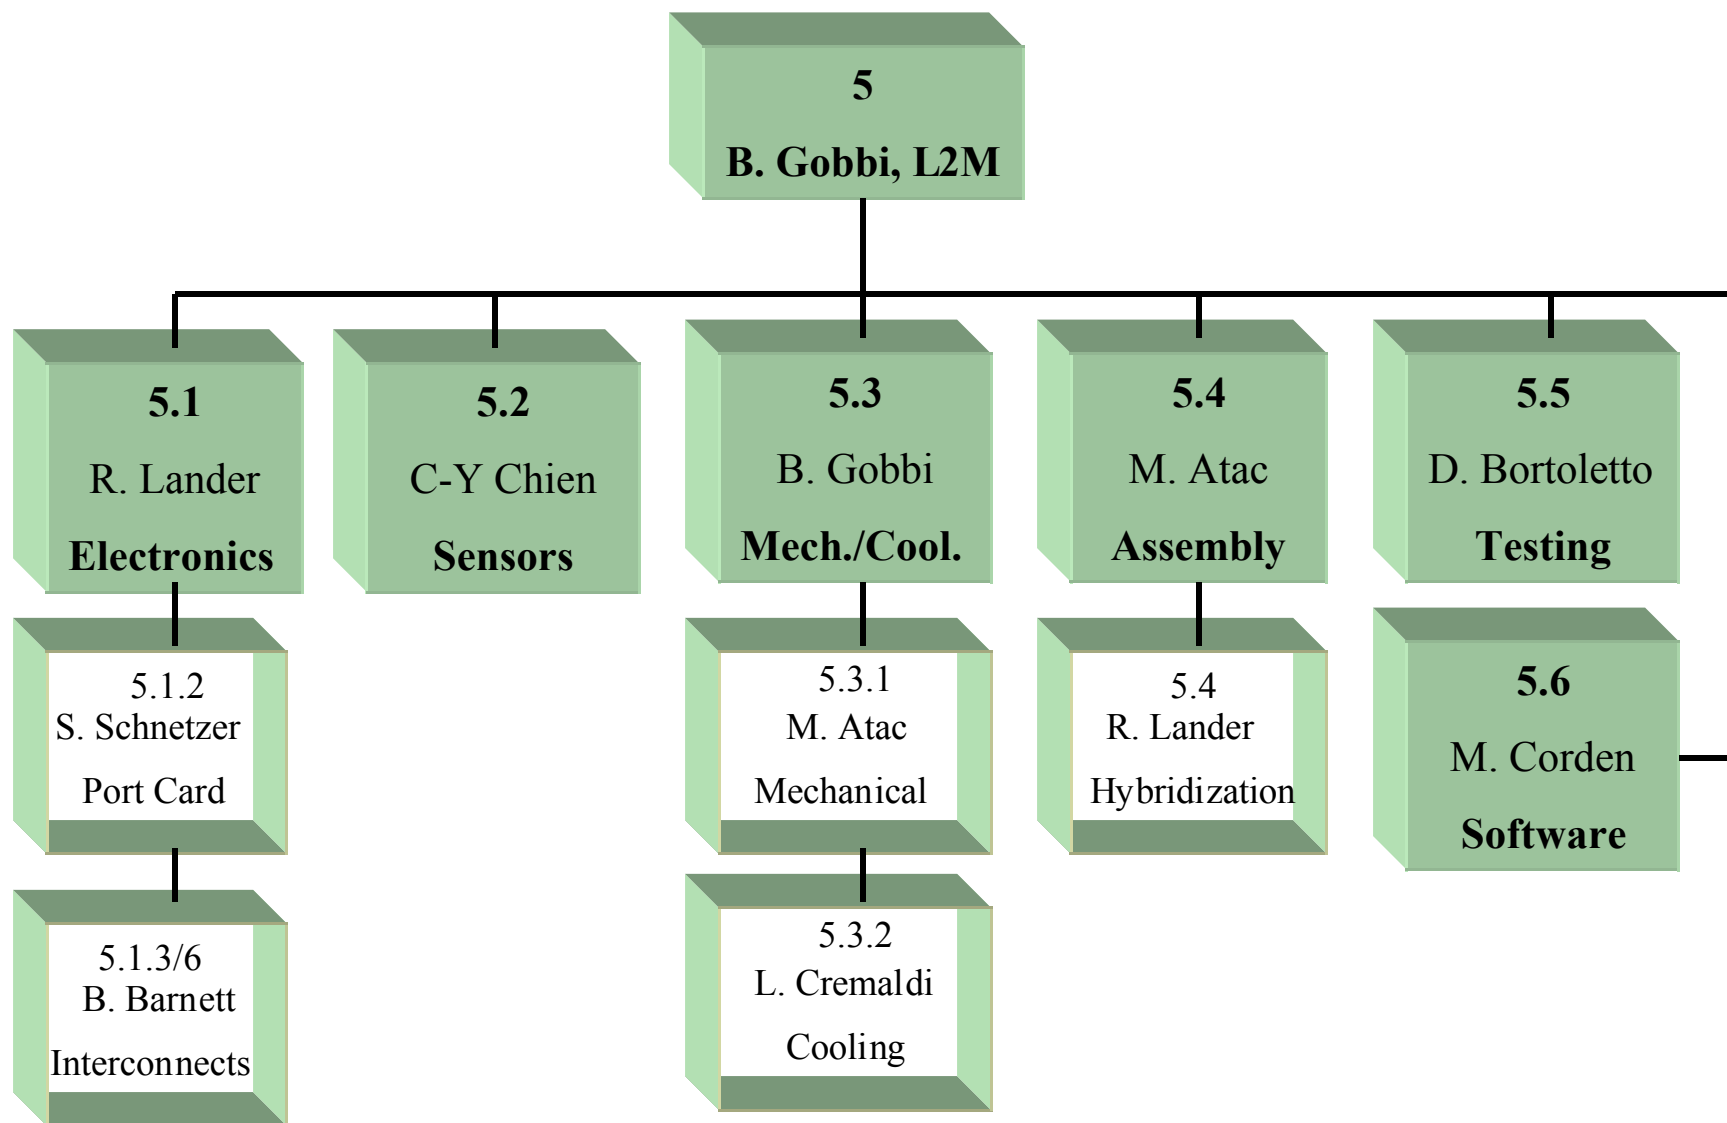 5
B. Gobbi, L2M
5.1
R. Lander
Electronics
5.2
C-Y Chien
Sensors
5.3
B. Gobbi
Mech./Cool.
5.4
M. Atac
Assembly
5.5
D. Bortoletto
Testing
5.1.2
S. Schnetzer
Port Card
5.3.1
M. Atac
Mechanical
5.4
R. Lander
Hybridization
5.6
M. Corden
Software
5.1.3/6
B. Barnett
Interconnects
5.3.2
L. Cremaldi
Cooling